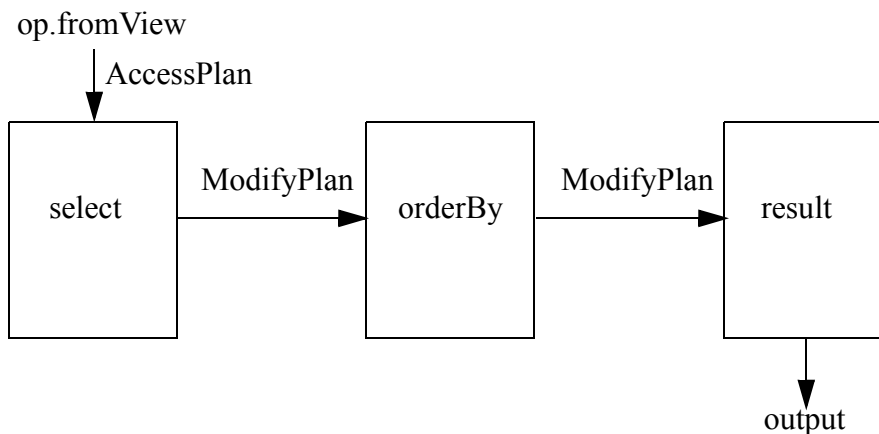 op.fromView
AccessPlan
select
ModifyPlan
orderBy
ModifyPlan
result
output